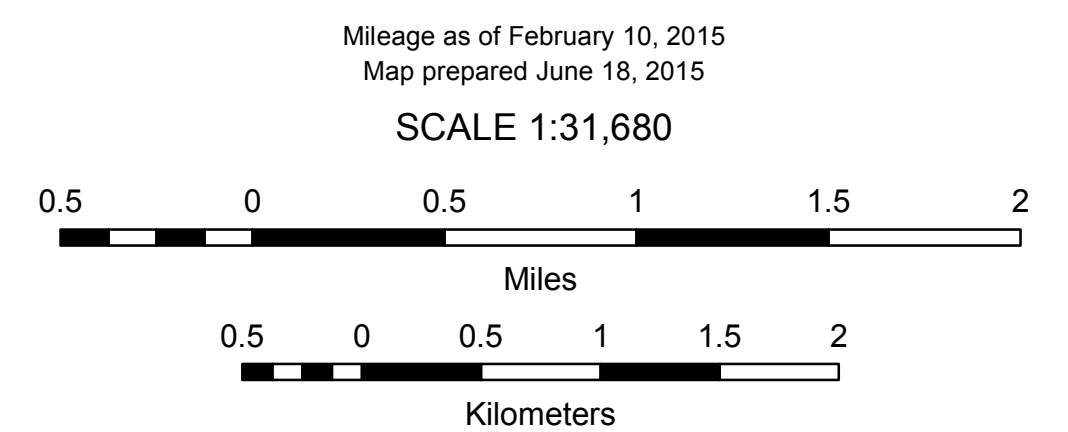 Mileage as of February 10, 2015
Map prepared June 18, 2015
SCALE 1:31,680
0.5 0 0.5 1 1.5 2
Miles
0.5 0 0.5 1 1.5 2
Kilometers